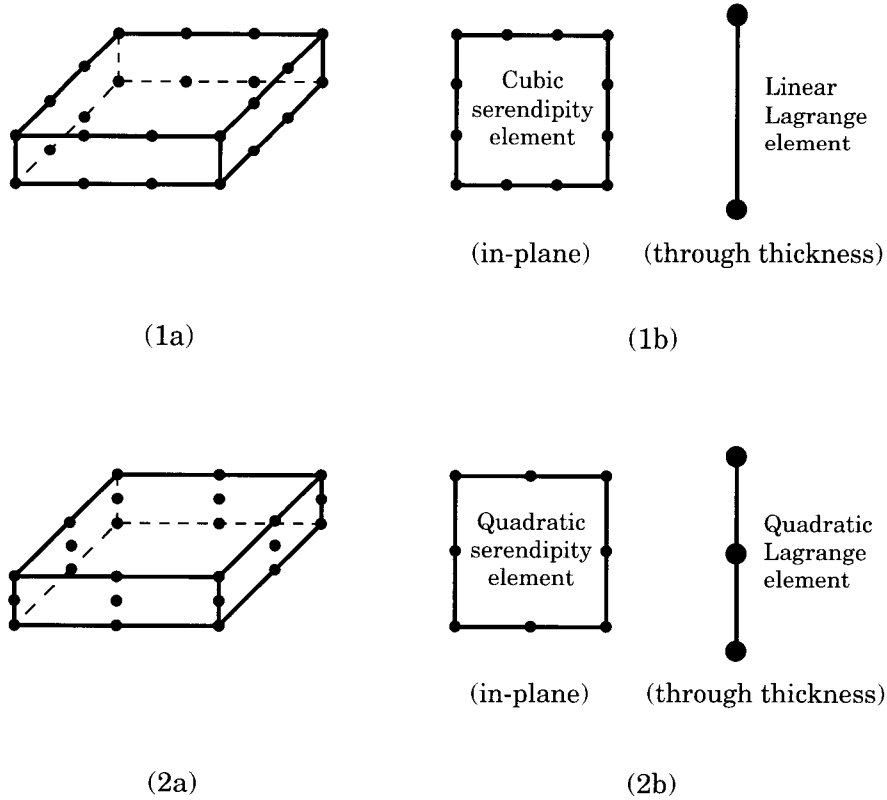 Cubic
serendipity
element
Linear
Lagrange
element
(in-plane)
(through thickness)
(1a)
(1b)
Quadratic
serendipity
element
Quadratic
Lagrange
element
(in-plane)
(through thickness)
(2a)
(2b)